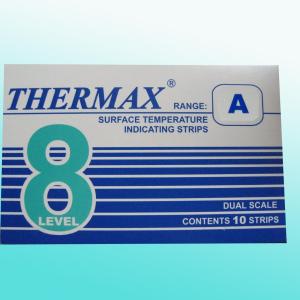 THERMAX®
RANGE: A
SURFACE TEMPERATURE
INDICATING STRIPS
8
LEVEL
DUAL SCALE
CONTENTS 10 STRIPS